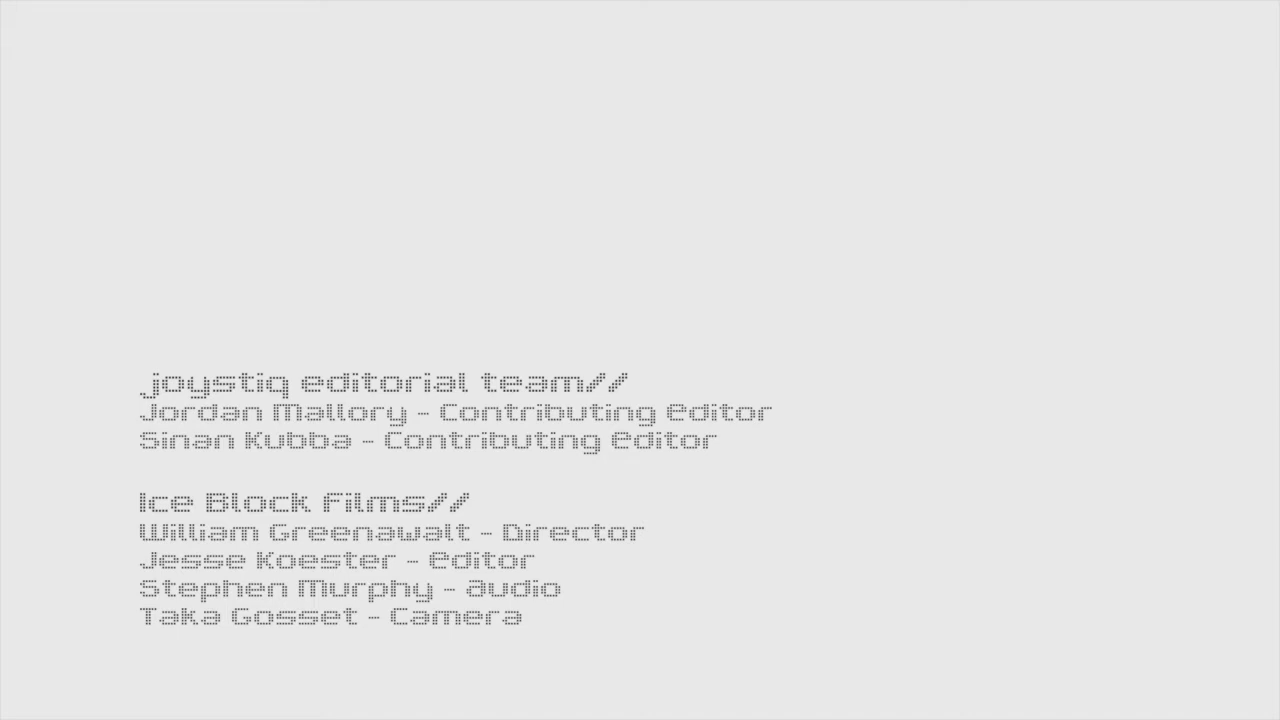 joystiq editorial team//
Jordan Mallory - Contributing Editor
Sinan Kubba - Contributing Editor
Ice Block Films//
William Greenawalt - Director
Jesse Koester - Editor
Stephen Murphy - Audio
Taka Gosset - Camera